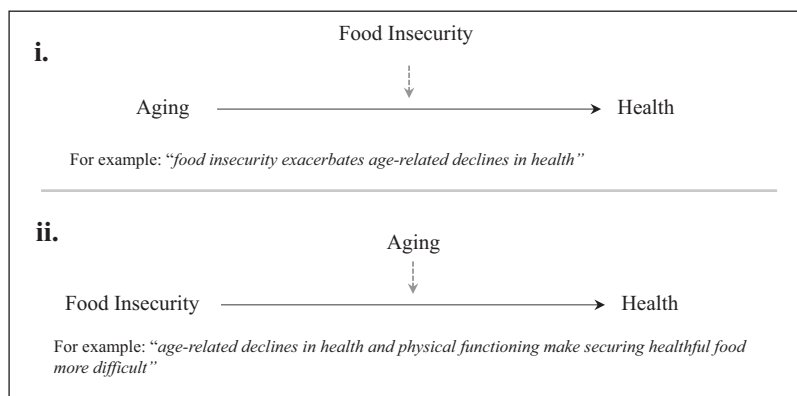 i.
Food Insecurity
Aging
Health
For example: “food insecurity exacerbates age-related declines in health”
ii.
Aging
Food Insecurity
Health
For example: “age-related declines in health and physical functioning make securing healthful food
more difficult”